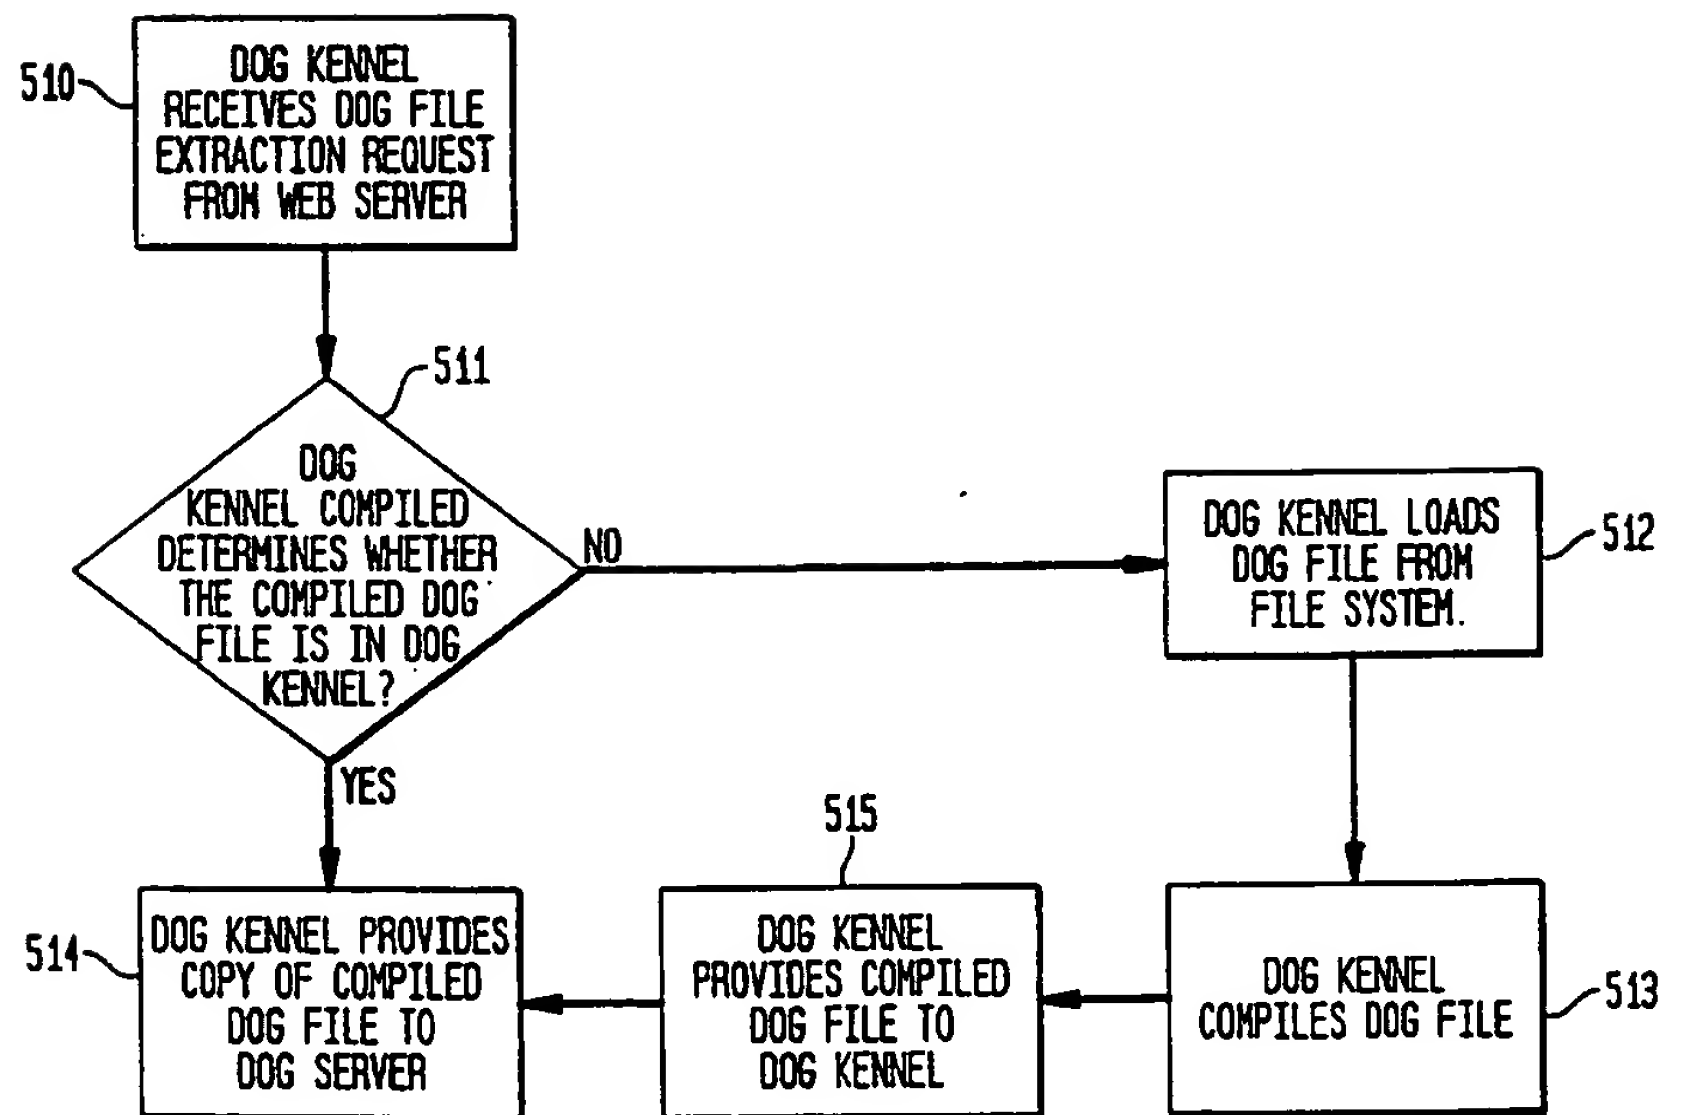 510
DOG KENNEL
RECEIVES DOG FILE
EXTRACTION REQUEST
FROM WEB SERVER
511
DOG
KENNEL COMPILED
DETERMINES WHETHER
THE COMPILED DOG
FILE IS IN DOG
KENNEL?
NO
YES
DOG KENNEL LOADS
DOG FILE FROM
FILE SYSTEM.
512
DOG KENNEL
COMPILES DOG FILE
513
515
DOG KENNEL
PROVIDES COMPILED
DOG FILE TO
DOG KENNEL
514
DOG KENNEL PROVIDES
COPY OF COMPILED
DOG FILE TO
DOG SERVER